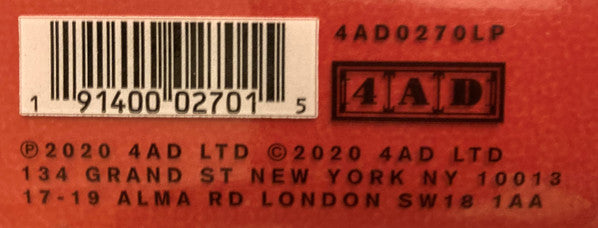 4AD0270LP
1 91400 02701 5
4AD
℗2020 4AD LTD ©2020 4AD LTD
134 GRAND ST NEW YORK NY 10013
17-19 ALMA RD LONDON SW18 1AA